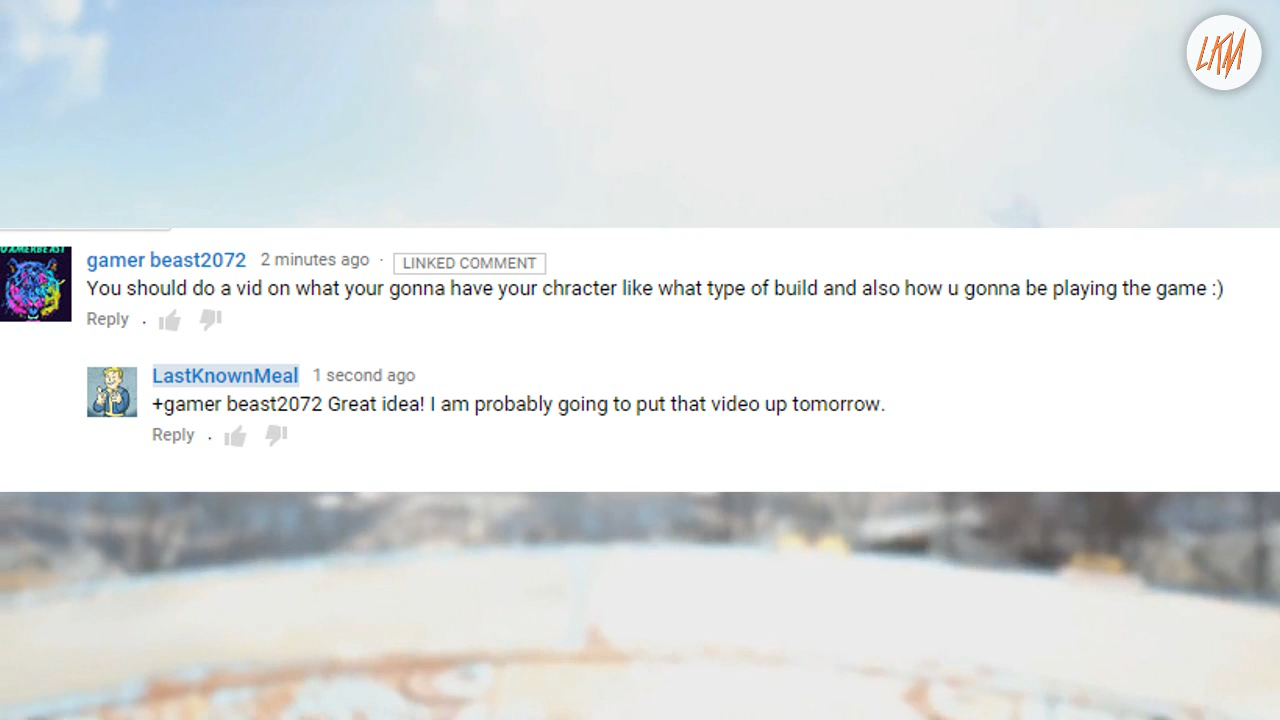 LKM
GAMERBEAST
gamer beast2072 2 minutes ago · LINKED COMMENT
You should do a vid on what your gonna have your chracter like what type of build and also how u gonna be playing the game :)
Reply .
LastKnownMeal 1 second ago
+gamer beast2072 Great idea! I am probably going to put that video up tomorrow.
Reply .